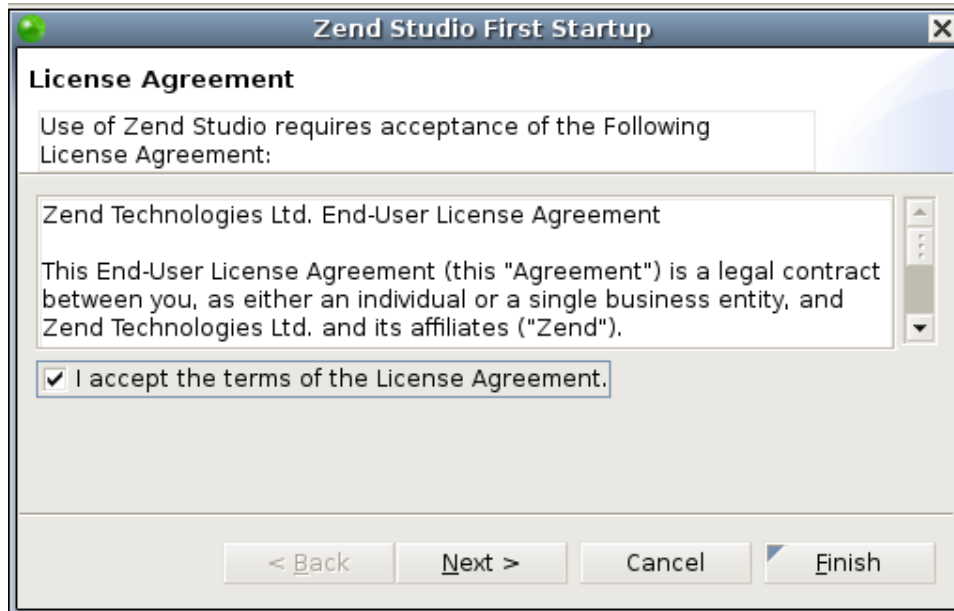 Zend Studio First Startup
License Agreement
Use of Zend Studio requires acceptance of the Following
License Agreement:
Zend Technologies Ltd. End-User License Agreement
This End-User License Agreement (this "Agreement") is a legal contract
between you, as either an individual or a single business entity, and
Zend Technologies Ltd. and its affiliates ("Zend").
I accept the terms of the License Agreement.
< Back Next > Cancel Finish